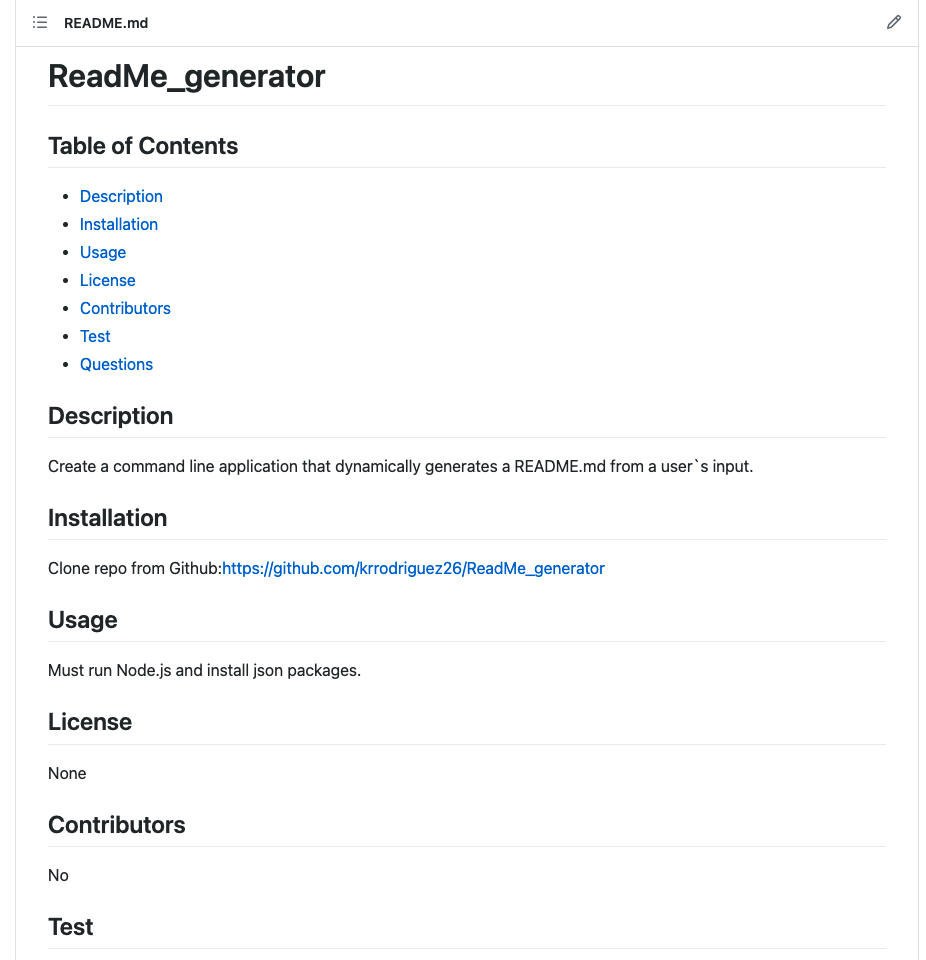 README.md
ReadMe_generator
Table of Contents
Description
Installation
Usage
License
Contributors
Test
Questions
Description
Create a command line application that dynamically generates a README.md from a user`s input.
Installation
Clone repo from Github:https://github.com/krrodriguez26/ReadMe_generator
Usage
Must run Node.js and install json packages.
License
None
Contributors
No
Test